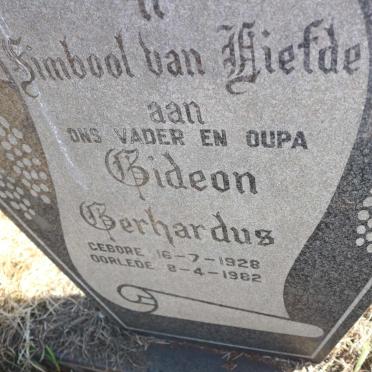 'n
Simbool van Liefde
aan
ONS VADER EN OUPA
Gideon
Gerhardus
GEBORE 16-7-1928
OORLEDE 8-4-1982